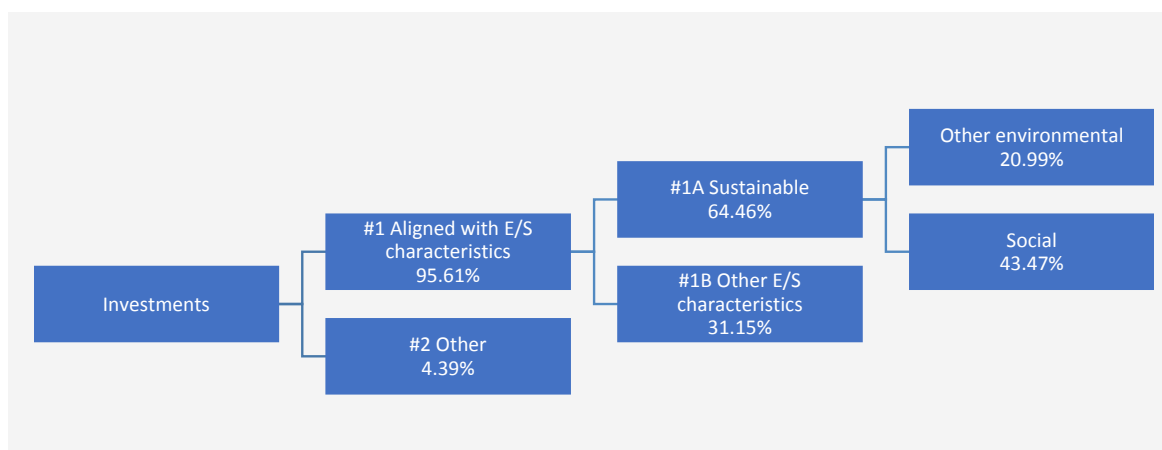 Investments
#1 Aligned with E/S
characteristics
95.61%
#2 Other
4.39%
#1A Sustainable
64.46%
#1B Other E/S
characteristics
31.15%
Other environmental
20.99%
Social
43.47%